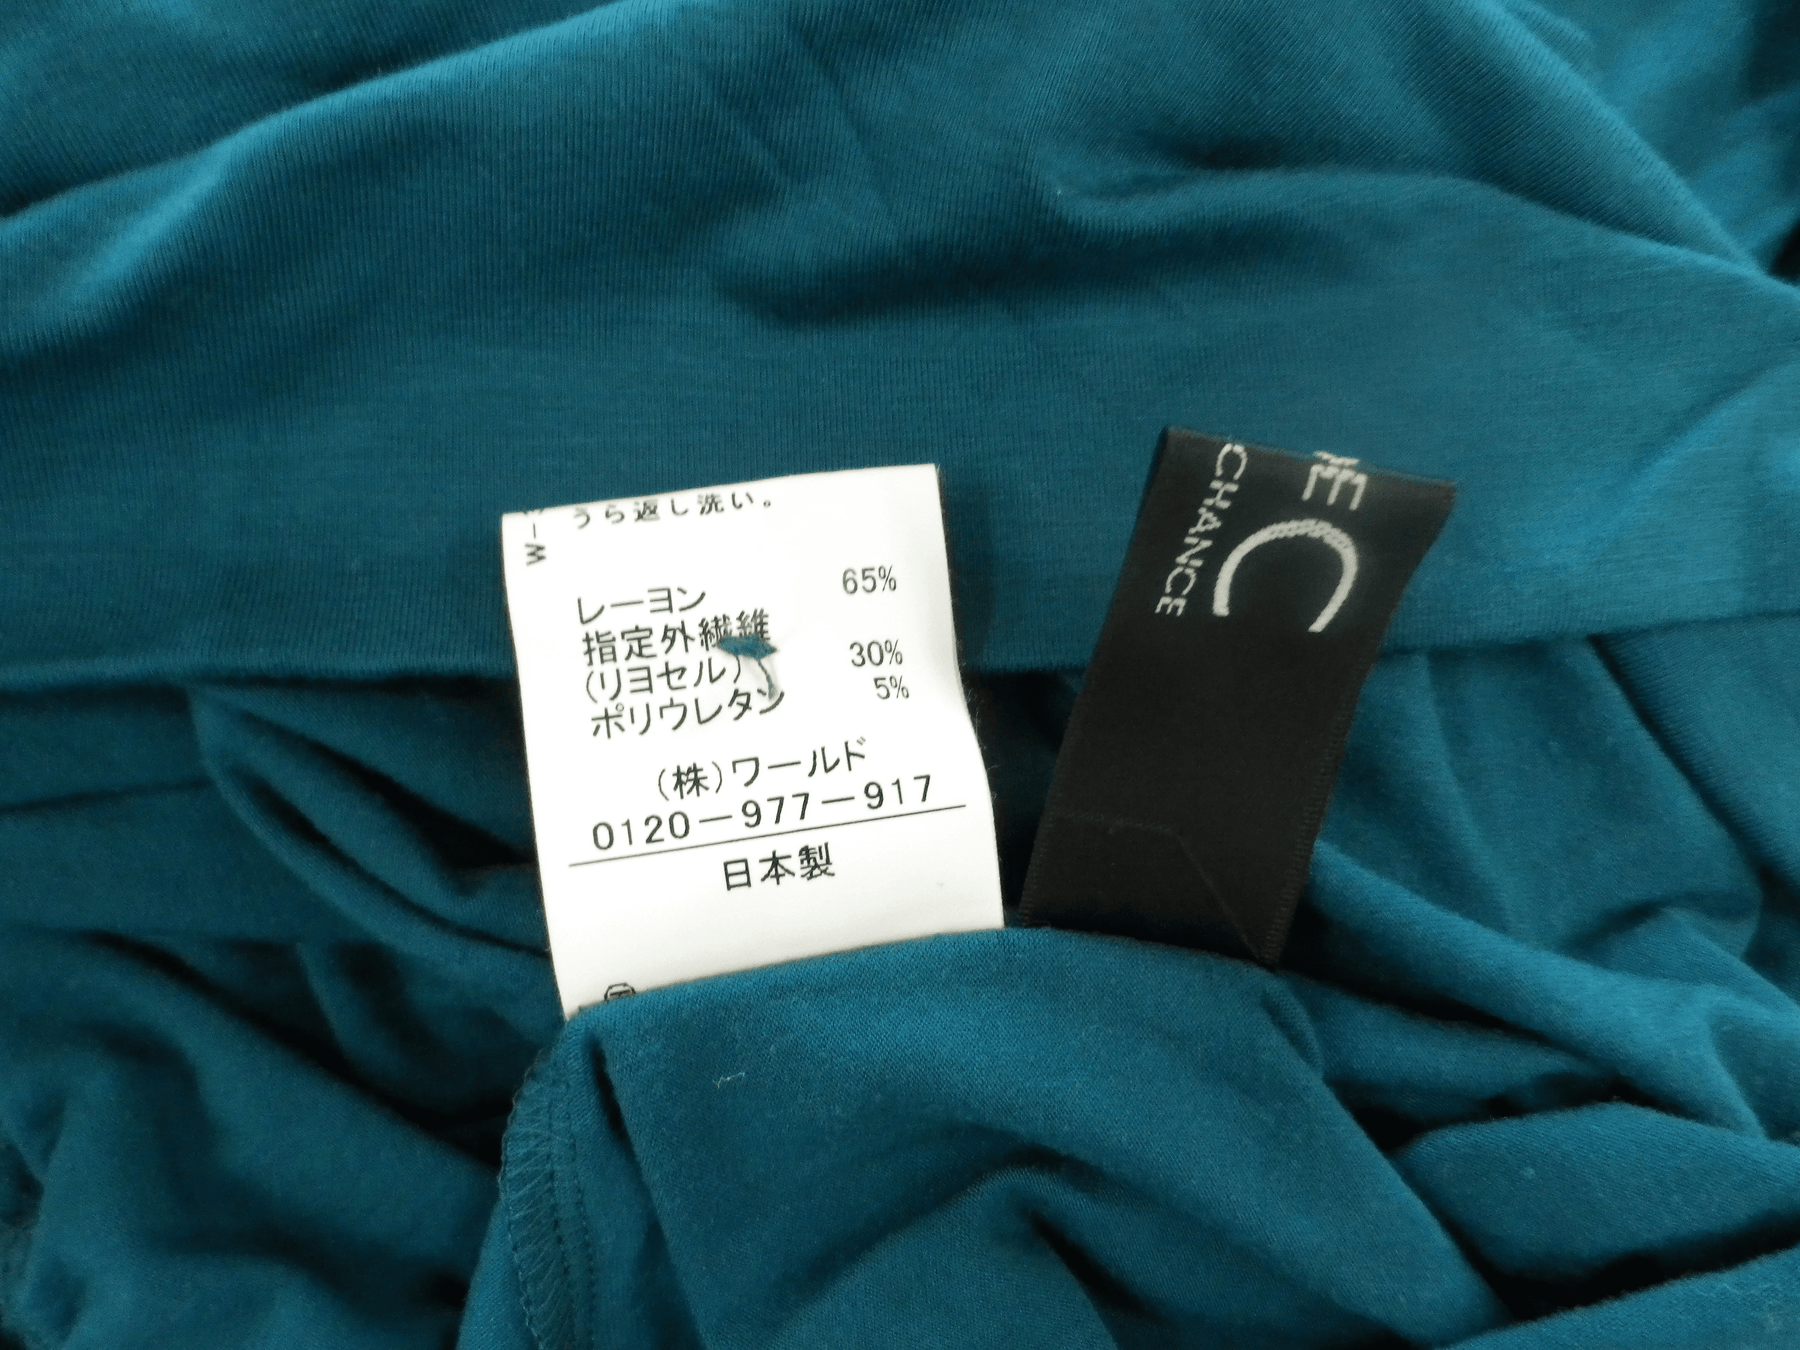 うら返し洗い。
W-
レーヨン 65%
指定外繊維
(リヨセル) 30%
ポリウレタン 5%
(株)ワールド
0120-977-917
日本製
C
CHANCE